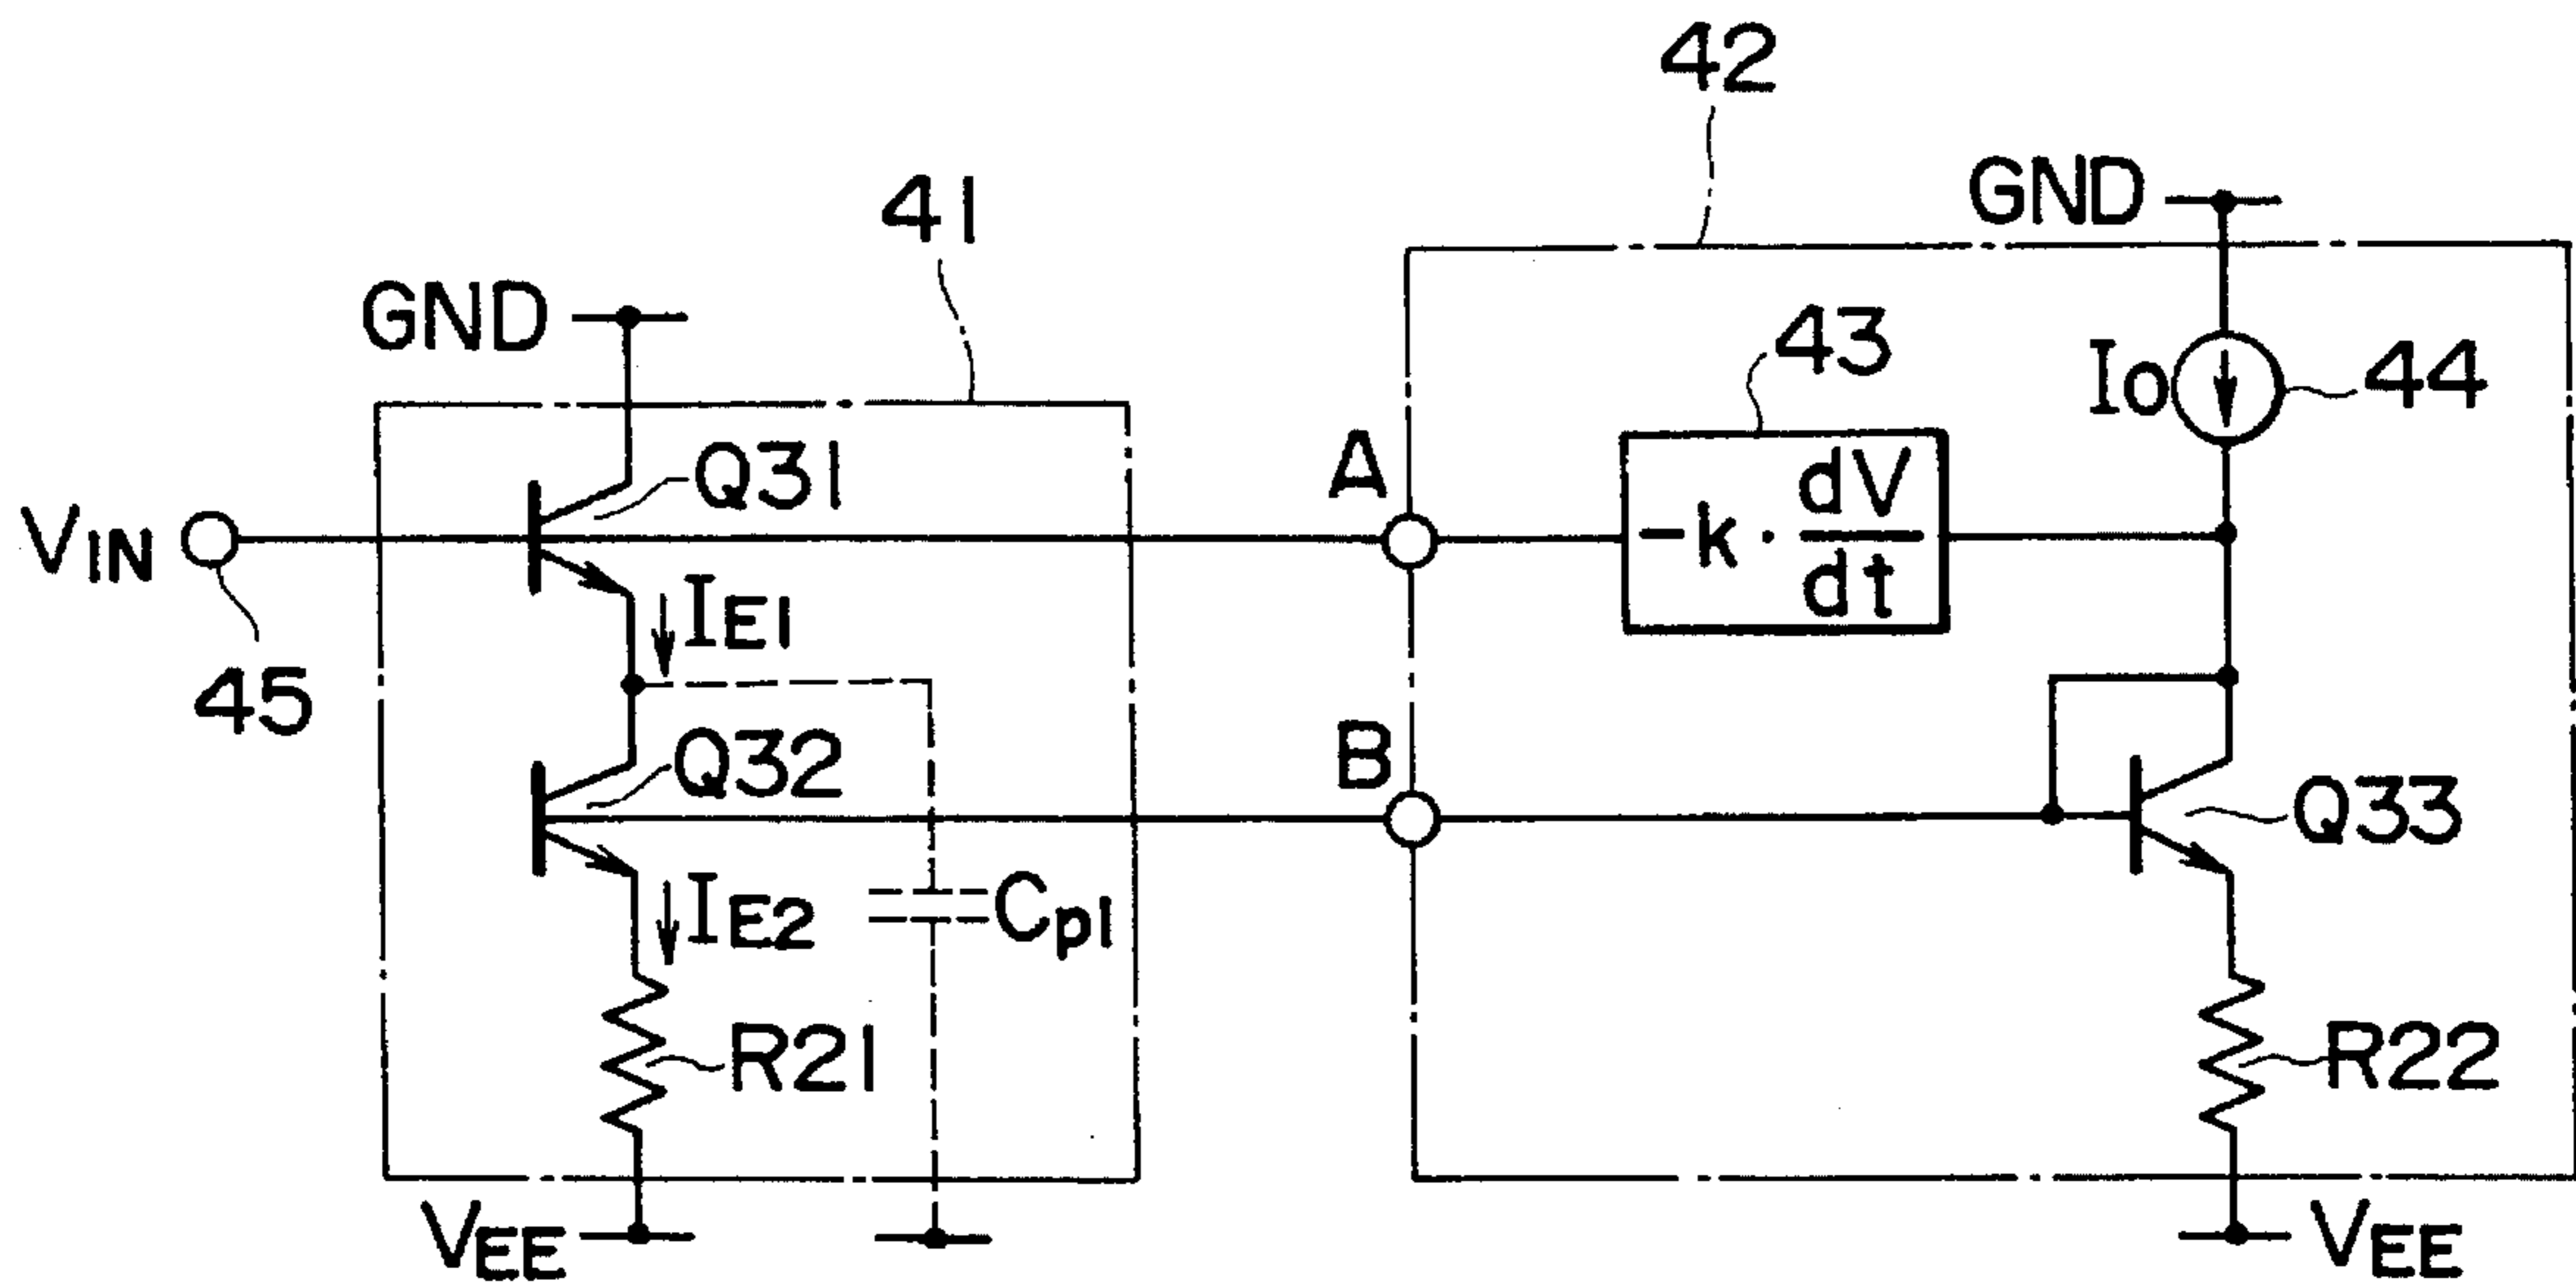 42
41
GND
GND
43
I0
44
Q31
A
-k · dV/dt
VIN
IE1
45
Q32
B
Q33
IE2
Cp1
R21
R22
VEE
VEE